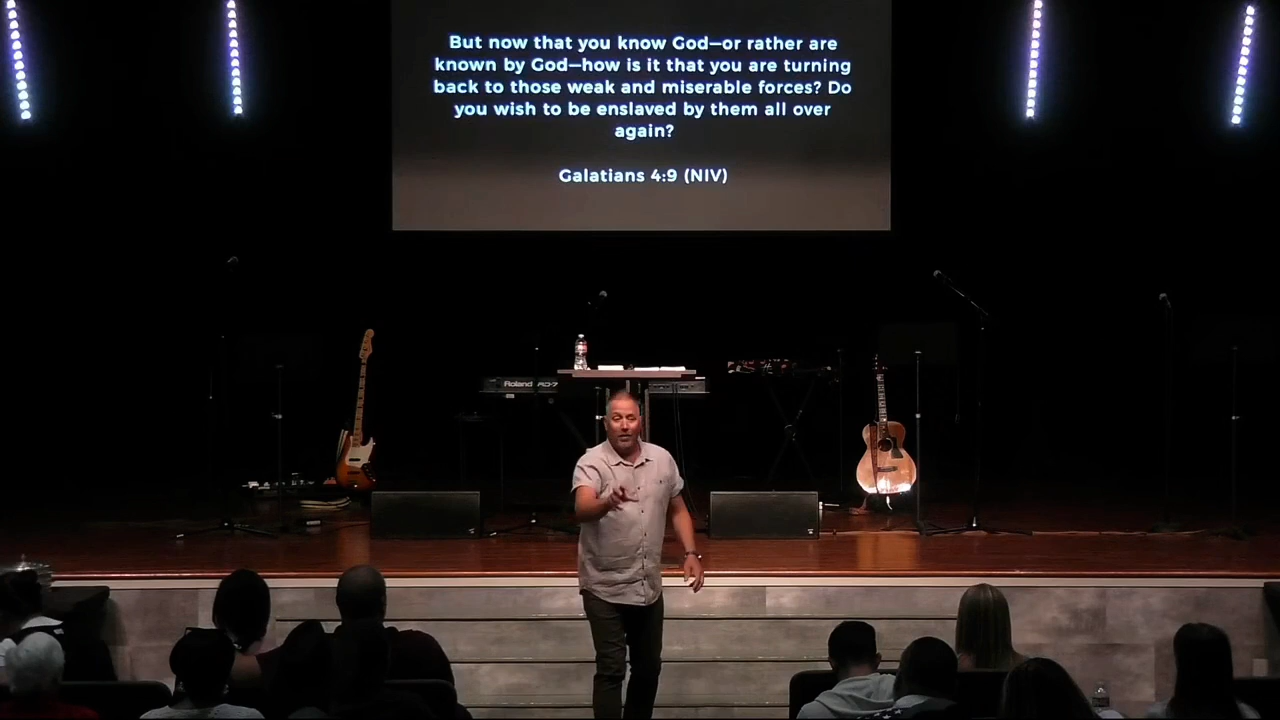 But now that you know God—or rather are
known by God—how is it that you are turning
back to those weak and miserable forces? Do
you wish to be enslaved by them all over
again?
Galatians 4:9 (NIV)
Roland RD-7